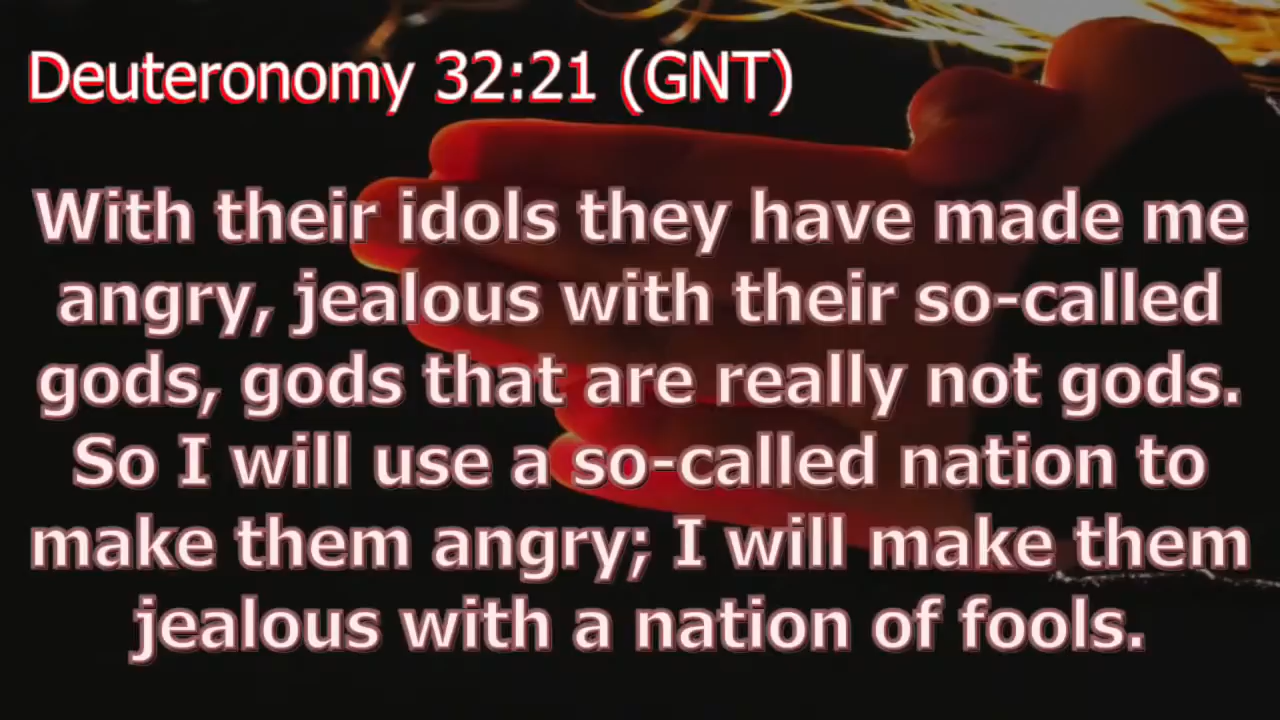 Deuteronomy 32:21 (GNT)
With their idols they have made me
angry, jealous with their so-called
gods, gods that are really not gods.
So I will use a so-called nation to
make them angry; I will make them
jealous with a nation of fools.